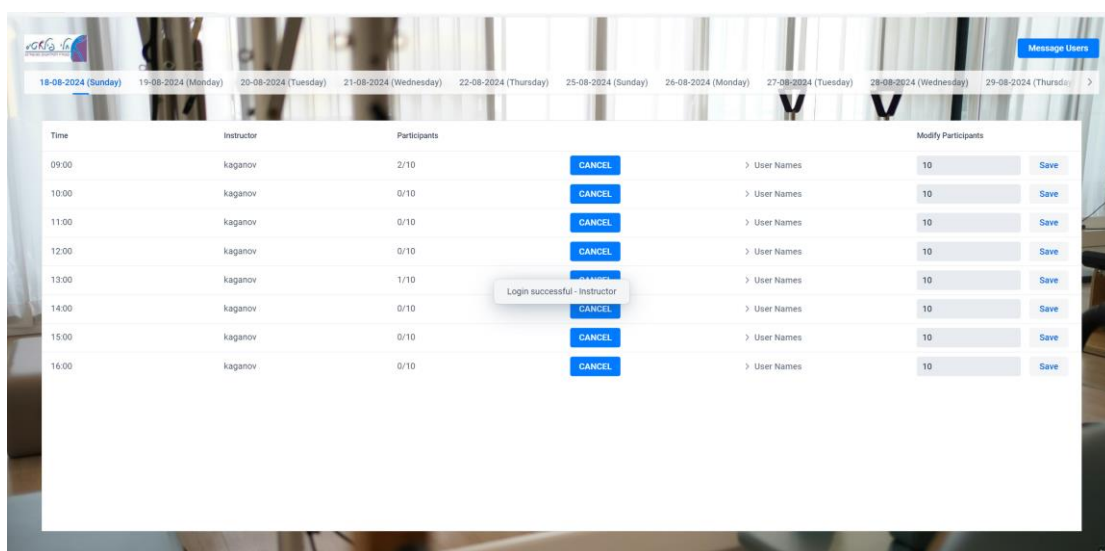 Message Users
18-08-2024 (Sunday) 19-08-2024 (Monday) 20-08-2024 (Tuesday) 21-08-2024 (Wednesday) 22-08-2024 (Thursday) 25-08-2024 (Sunday) 26-08-2024 (Monday) 27-08-2024 (Tuesday) 28-08-2024 (Wednesday) 29-08-2024 (Thursday
Time Instructor Participants Modify Participants
09:00 kaganov 2/10 CANCEL User Names 10 Save
10:00 kaganov 0/10 CANCEL User Names 10 Save
11:00 kaganov 0/10 CANCEL User Names 10 Save
12:00 kaganov 0/10 CANCEL User Names 10 Save
13:00 kaganov 1/10 CANCEL User Names 10 Save
Login successful - Instructor
14:00 kaganov 0/10 CANCEL User Names 10 Save
15:00 kaganov 0/10 CANCEL User Names 10 Save
16:00 kaganov 0/10 CANCEL User Names 10 Save